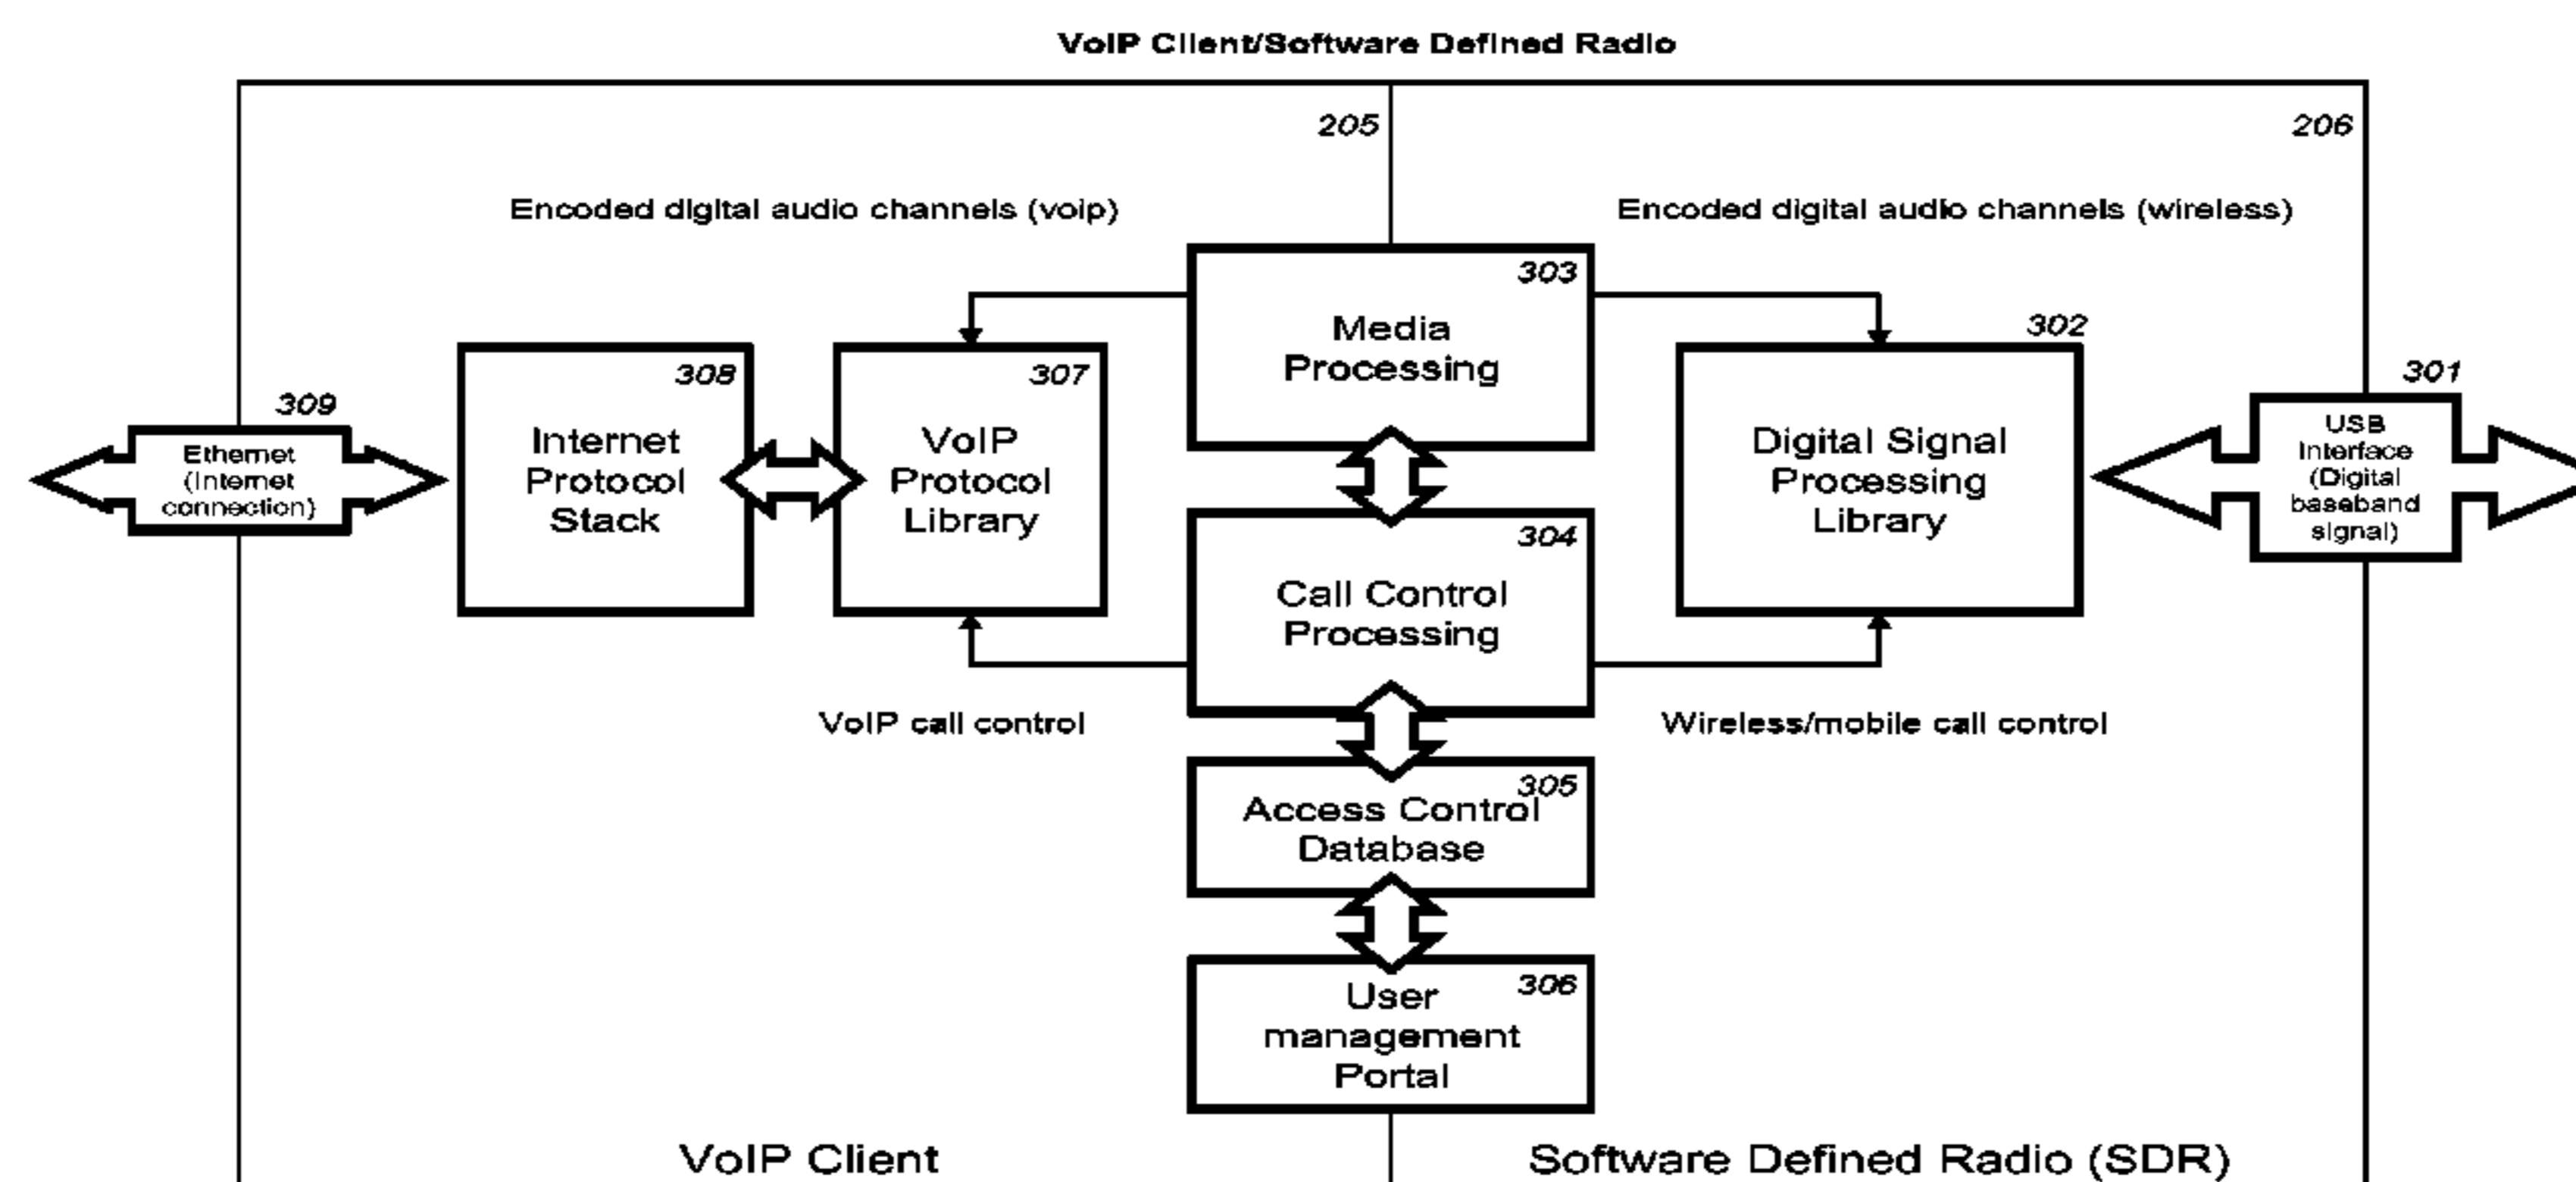 VoIP Client/Software Defined Radio
205
206
Encoded digital audio channels (voip)
Encoded digital audio channels (wireless)
303
Media
Processing
302
308
Internet
Protocol
Stack
307
VoIP
Protocol
Library
309
Ethernet
(Internet
connection)
Digital Signal
Processing
Library
301
USB
Interface
(Digital
baseband
signal)
304
Call Control
Processing
VoIP call control
Wireless/mobile call control
305
Access Control
Database
306
User
management
Portal
VoIP Client
Software Defined Radio (SDR)